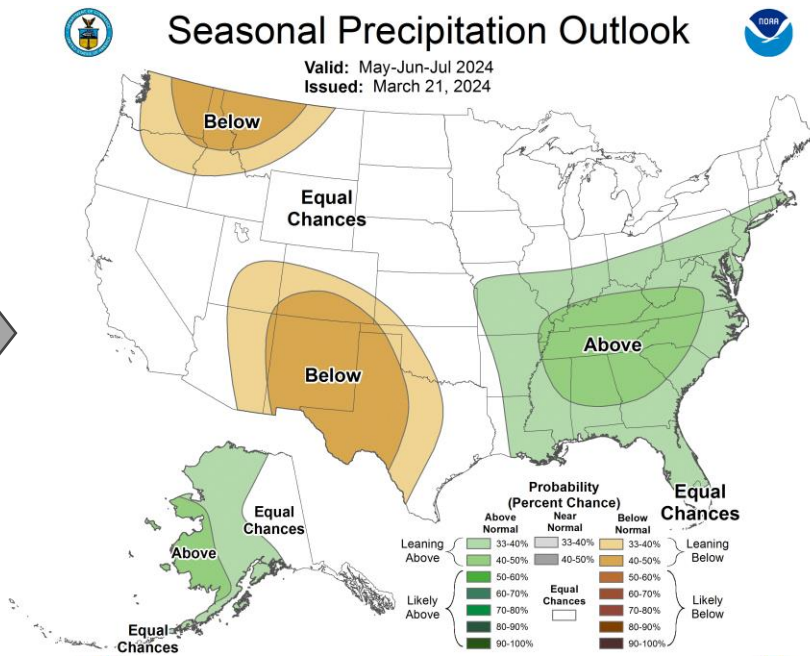 Seasonal Precipitation Outlook
NOAA
Valid: May-Jun-Jul 2024
Issued: March 21, 2024
Below
Equal
Chances
Below
Above
Equal
Chances
Above
Equal
Chances
Equal
Chances
Probability
(Percent Chance)
Above
Normal
Near
Normal
Below
Normal
Leaning
Above
33-40%
33-40%
33-40%
Leaning
Below
40-50%
40-50%
40-50%
Likely
Above
50-60%
50-60%
Likely
Below
60-70%
Equal
Chances
60-70%
70-80%
70-80%
80-90%
80-90%
90-100%
90-100%